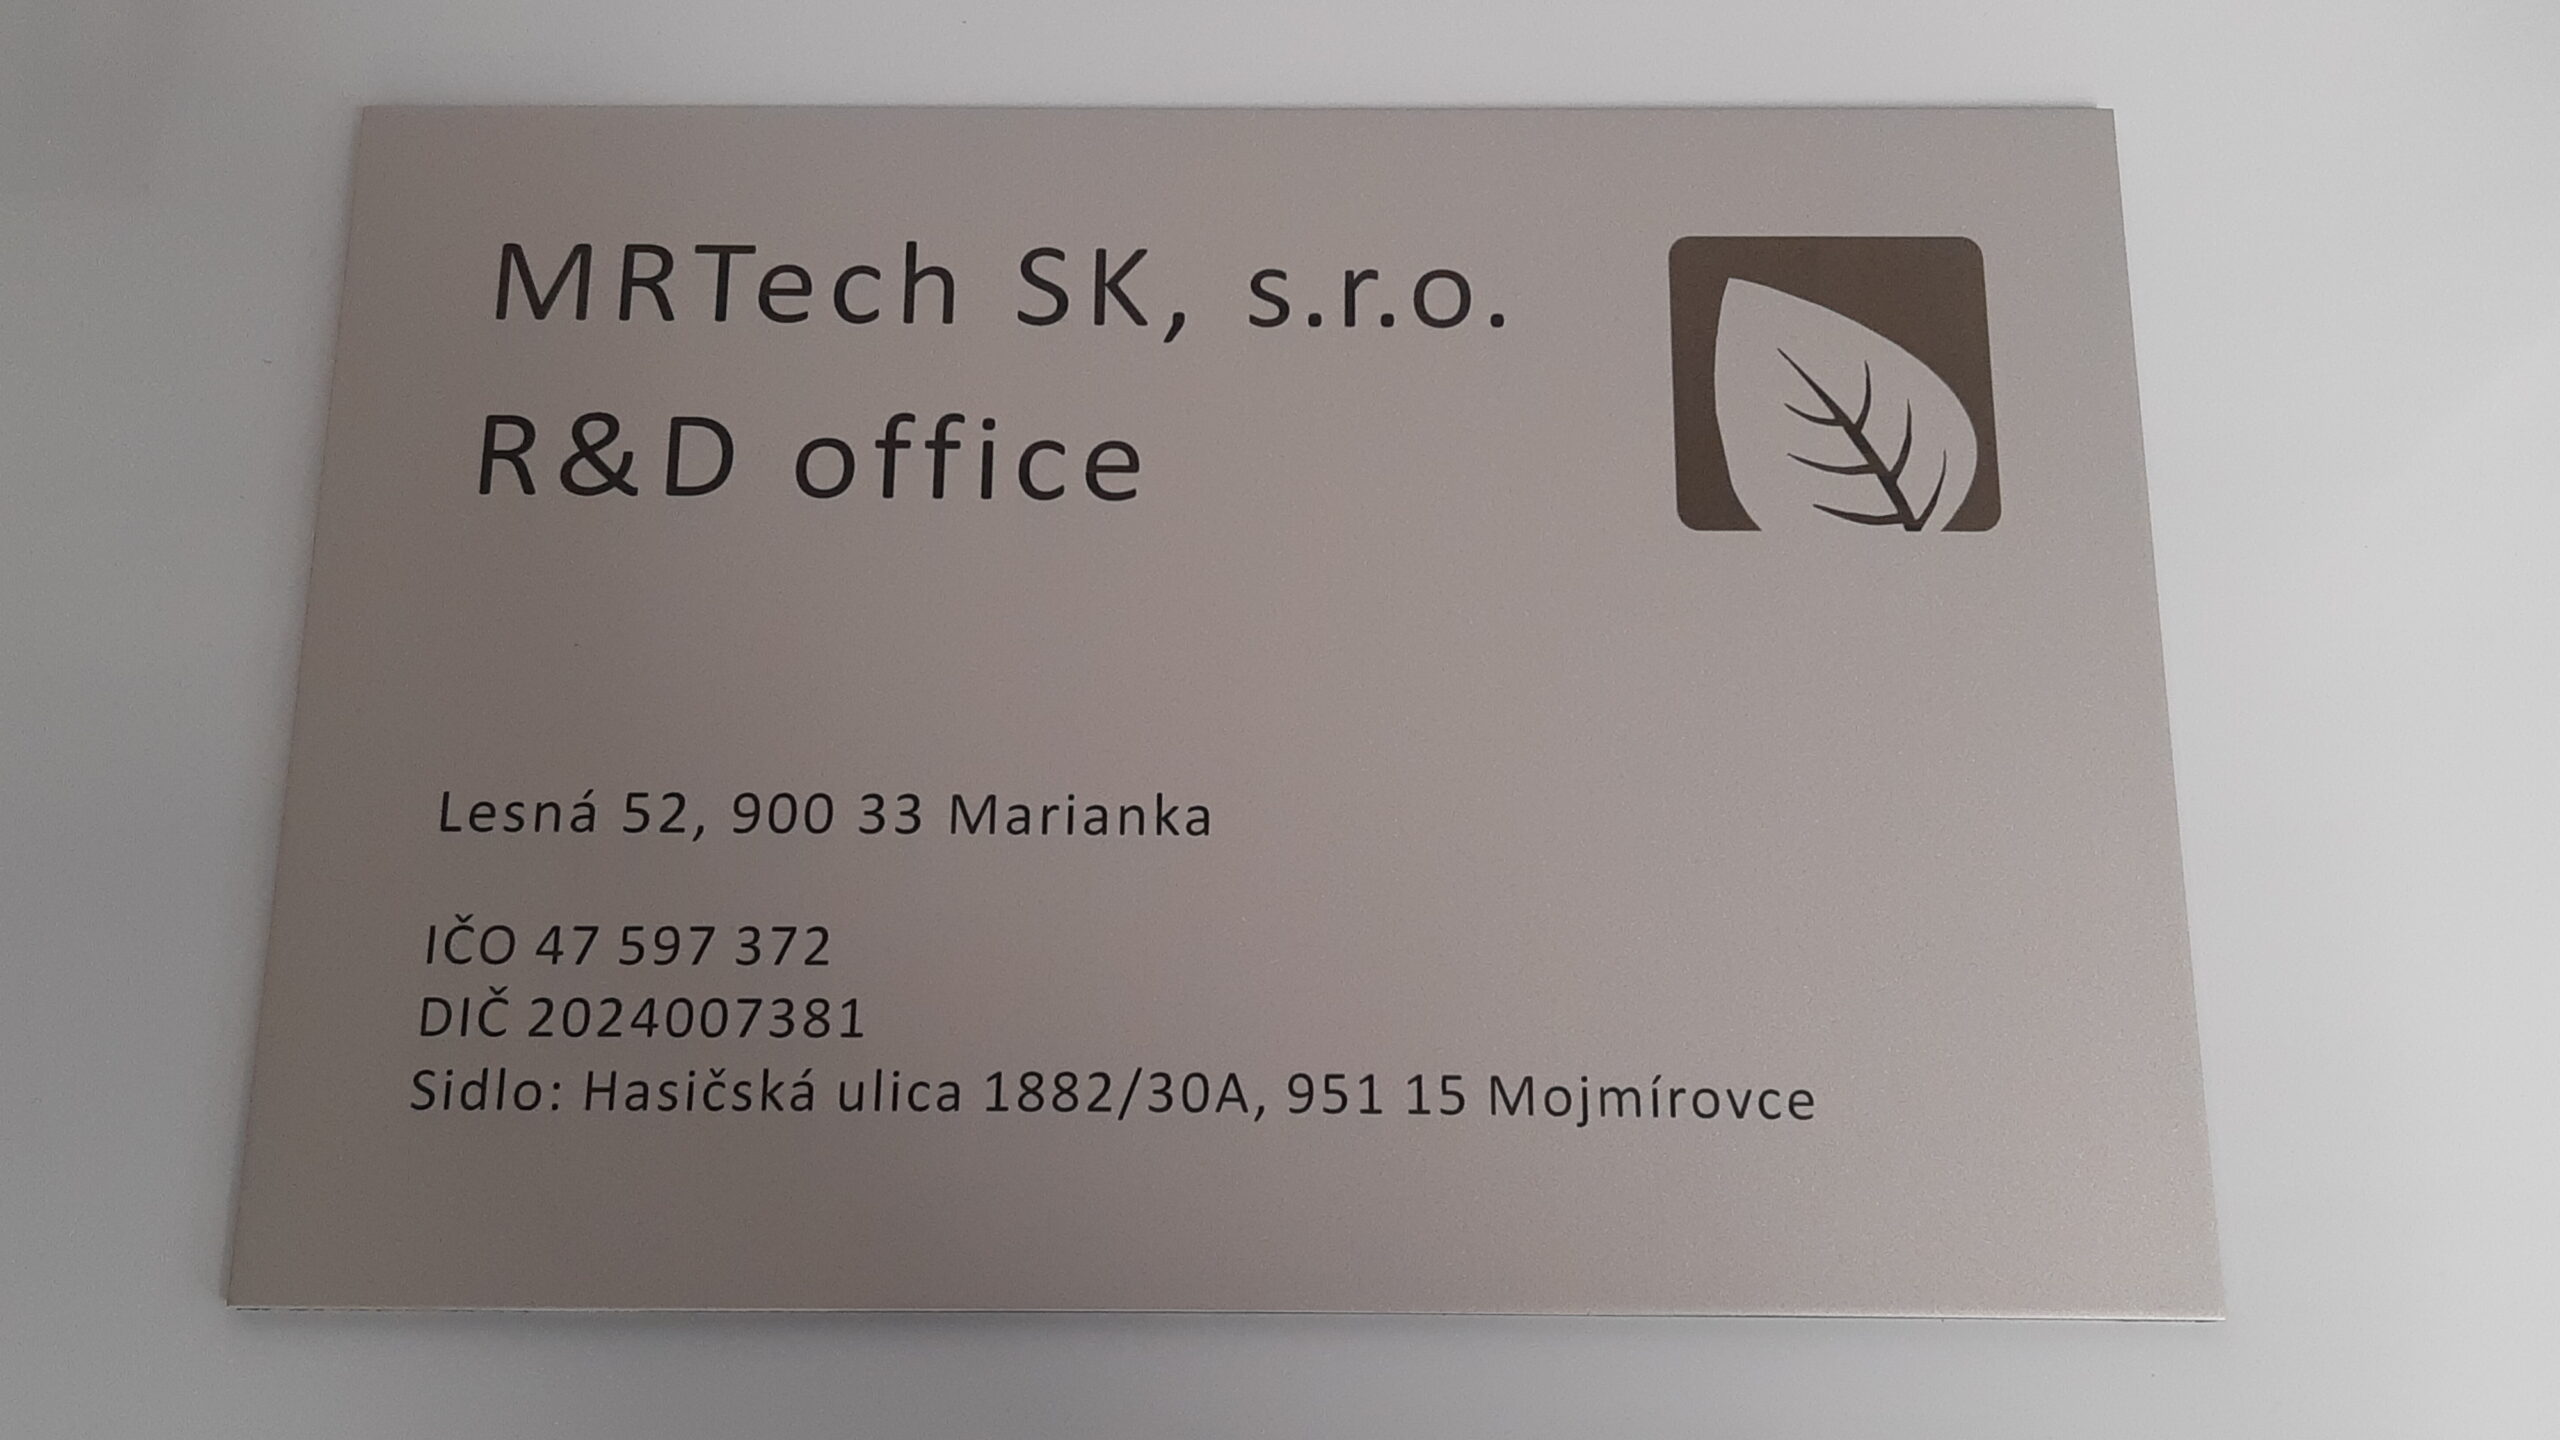 MRTech SK, s.r.o.
R&D office
Lesná 52, 900 33 Marianka
IČO 47 597 372
DIČ 2024007381
Sidlo: Hasičská ulica 1882/30A, 951 15 Mojmírovce